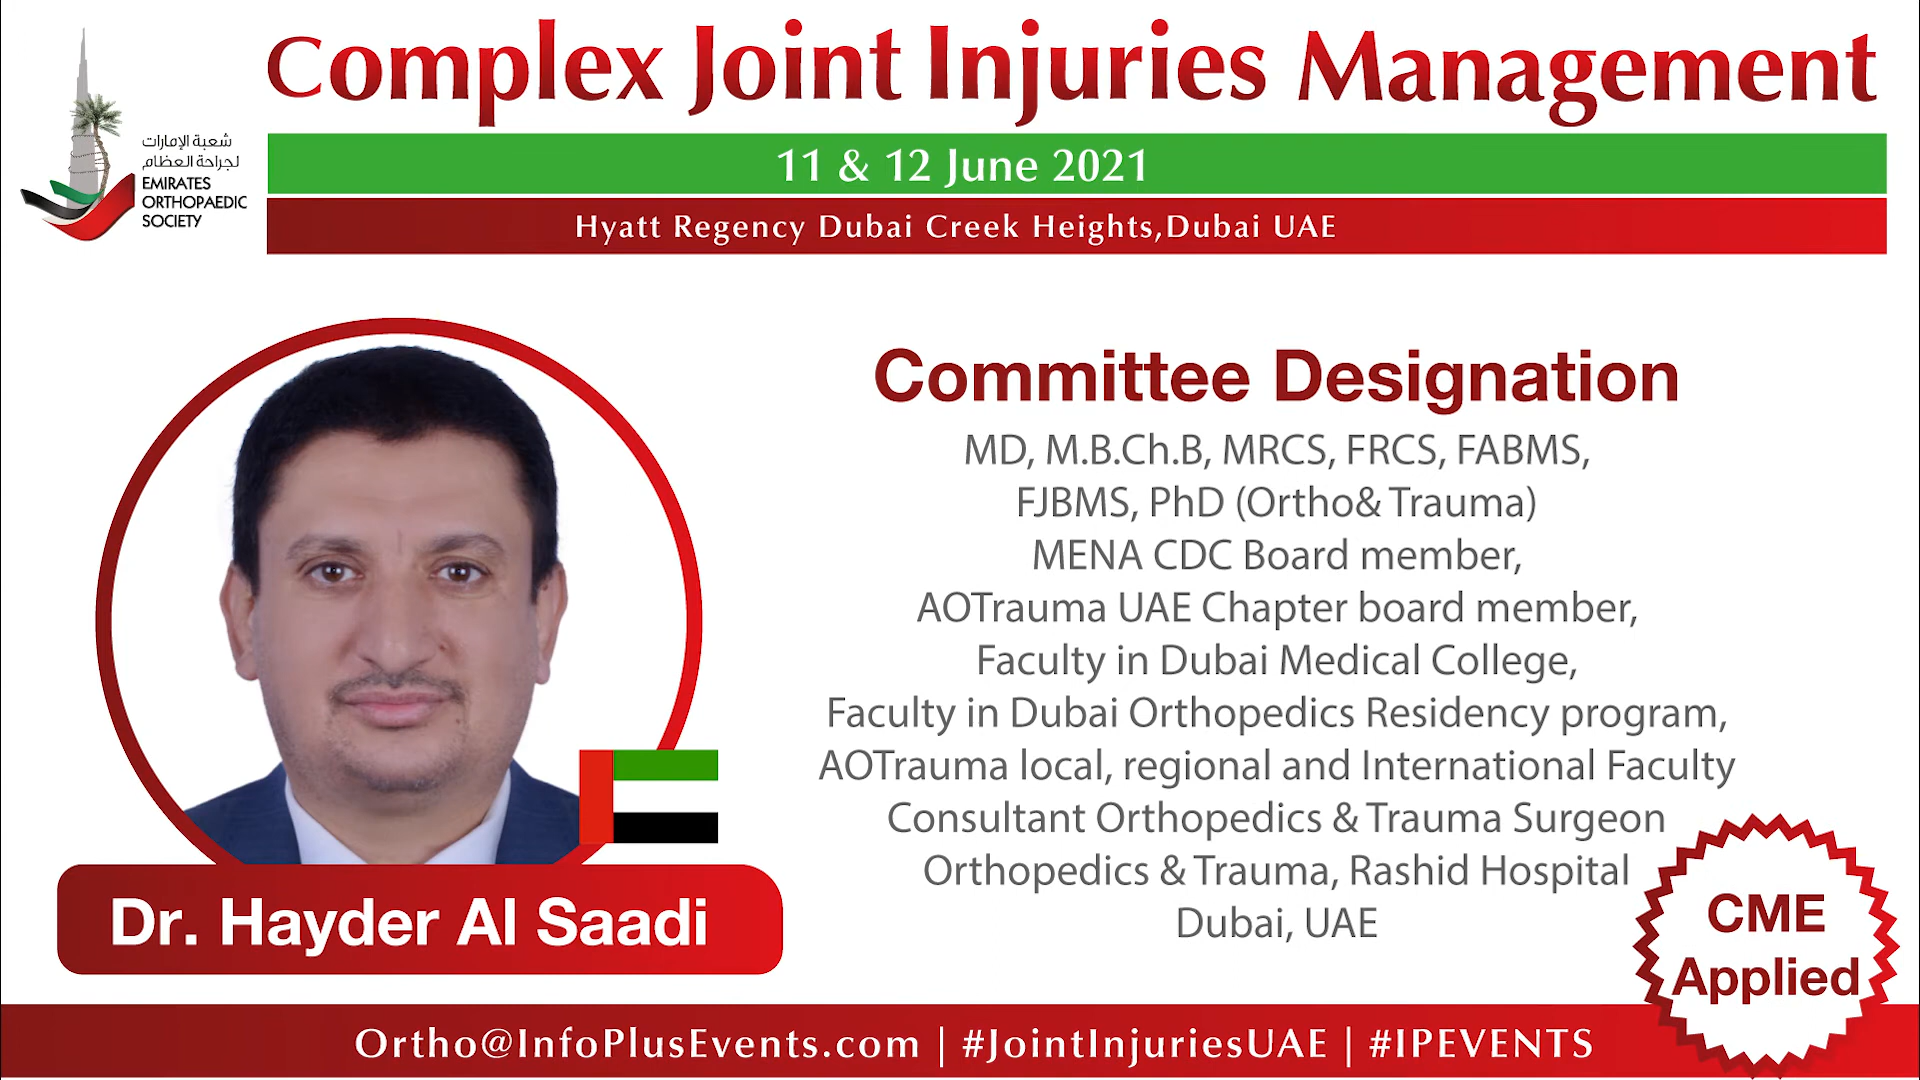 Complex Joint Injuries Management
11 & 12 June 2021
Hyatt Regency Dubai Creek Heights,Dubai UAE
شعبة الإمارات
لجراحة العظام
EMIRATES
ORTHOPAEDIC
SOCIETY
Committee Designation
MD, M.B.Ch.B, MRCS, FRCS, FABMS,
FJBMS, PhD (Ortho& Trauma)
MENA CDC Board member,
AOTrauma UAE Chapter board member,
Faculty in Dubai Medical College,
Faculty in Dubai Orthopedics Residency program,
AOTrauma local, regional and International Faculty
Consultant Orthopedics & Trauma Surgeon
Orthopedics & Trauma, Rashid Hospital
Dubai, UAE
Dr. Hayder Al Saadi
CME
Applied
Ortho@InfoPlusEvents.com | #JointInjuriesUAE | #IPEVENTS